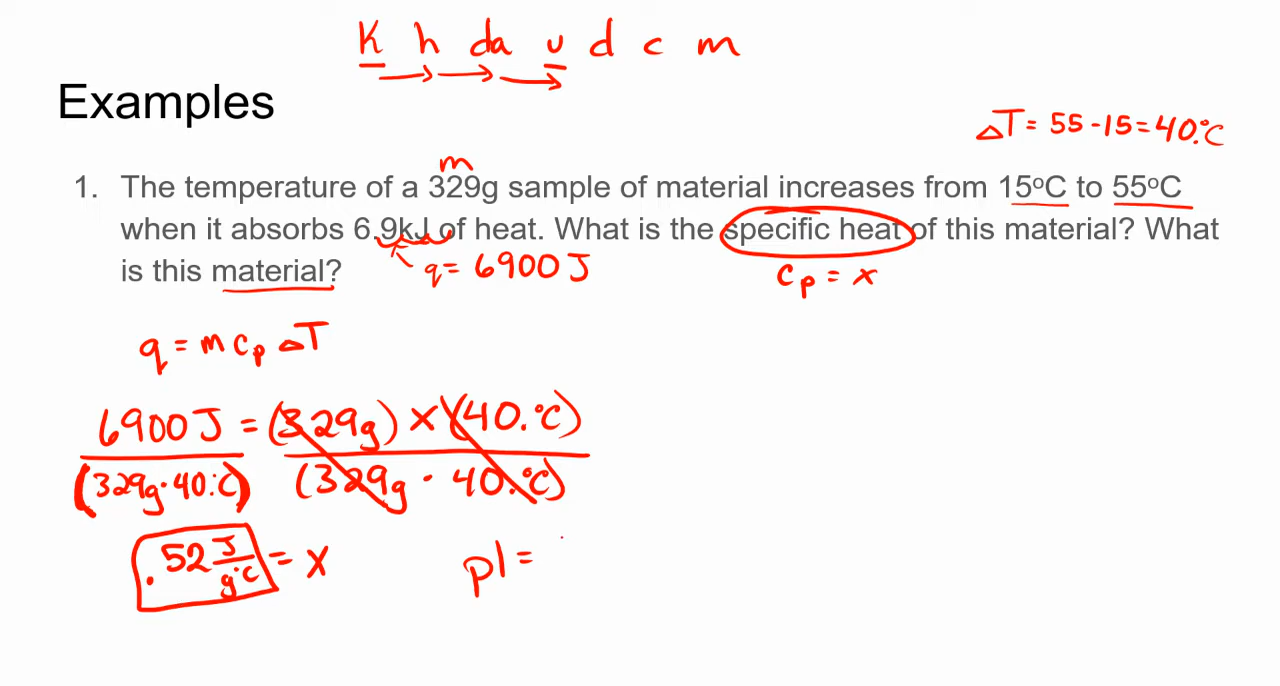 K h da u d c m
Examples
ΔT = 55 - 15 = 40.°C
m
1. The temperature of a 329g sample of material increases from 15°C to 55°C
when it absorbs 6.9kJ of heat. What is the specific heat of this material? What
is this material?
q = 6900 J
Cp = x
q = m Cp ΔT
6900 J = (329g) x (40.°C)
(329g · 40.°C) (329g · 40.°C)
.52 J/g°C = x
pl =